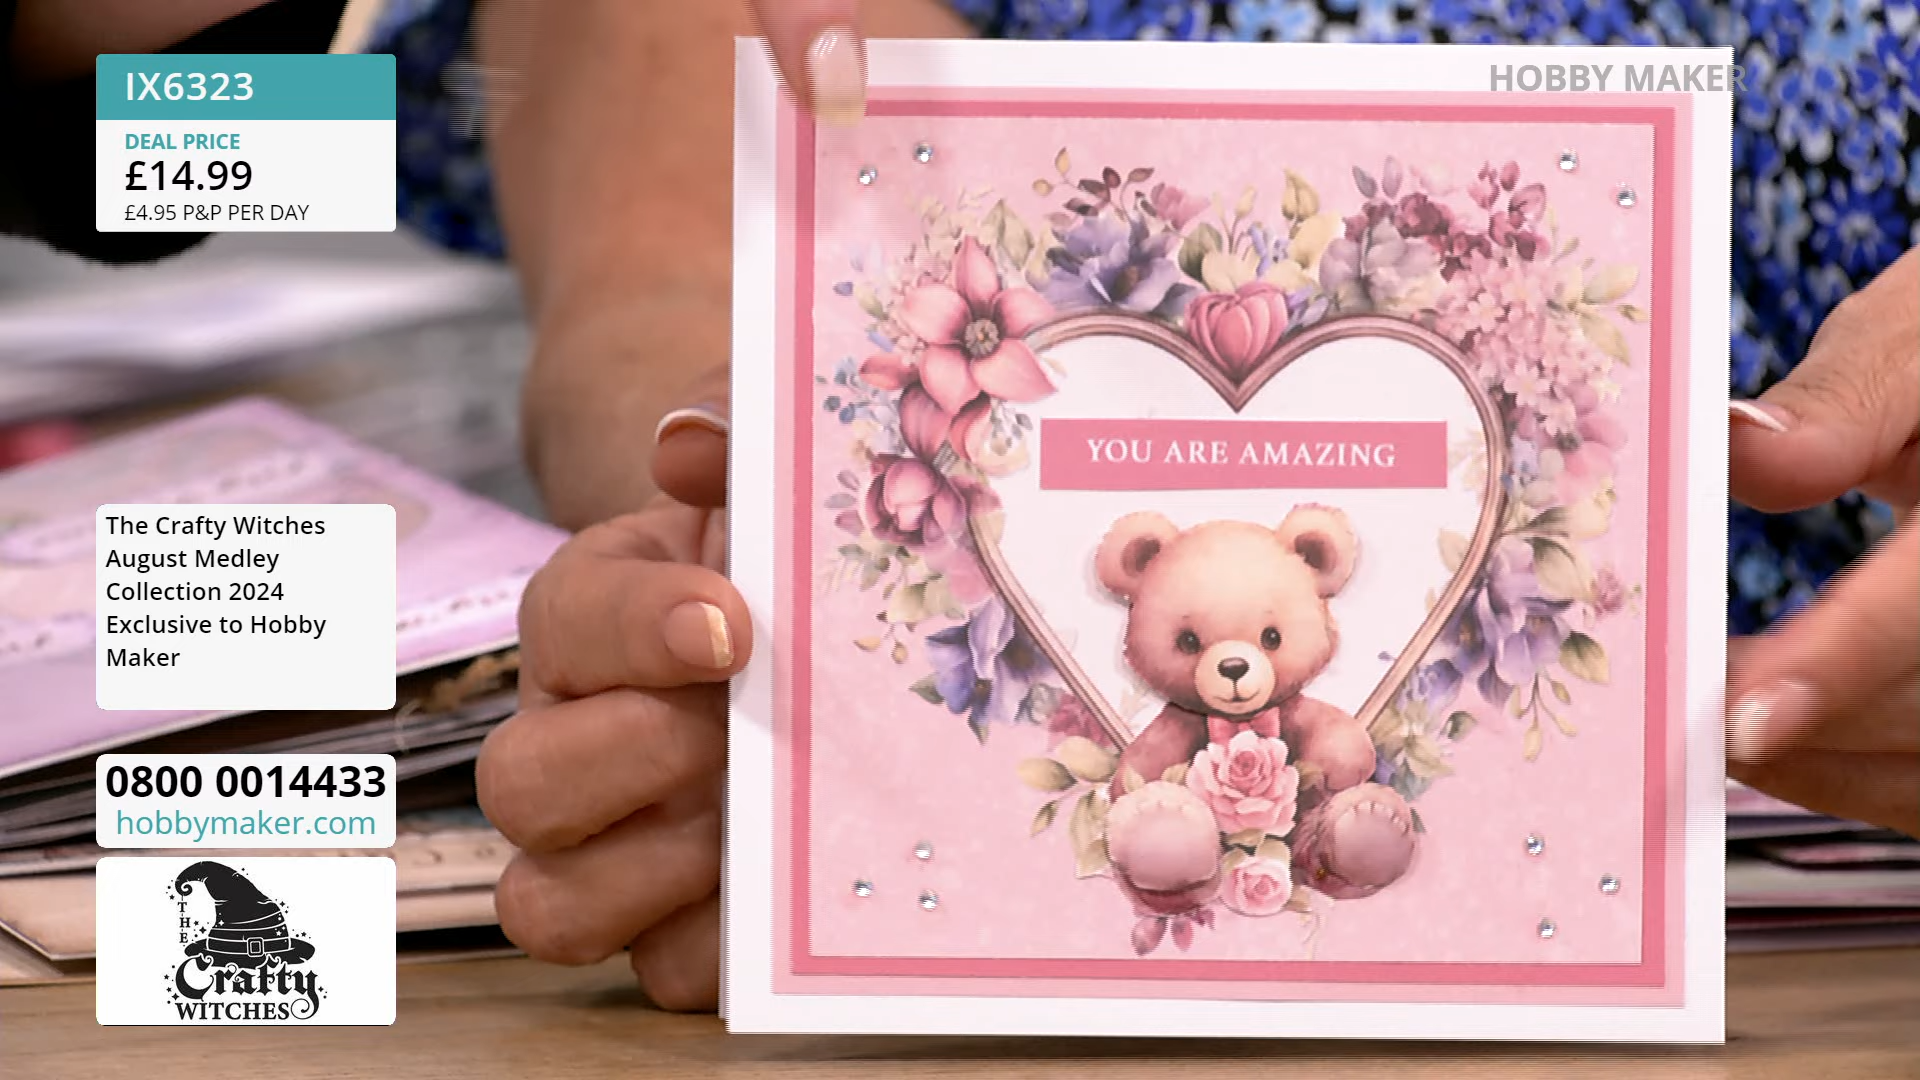 IX6323
DEAL PRICE
£14.99
£4.95 P&P PER DAY
HOBBY MAKER
YOU ARE AMAZING
The Crafty Witches
August Medley
Collection 2024
Exclusive to Hobby
Maker
0800 0014433
hobbymaker.com
THE
Crafty
WITCHES